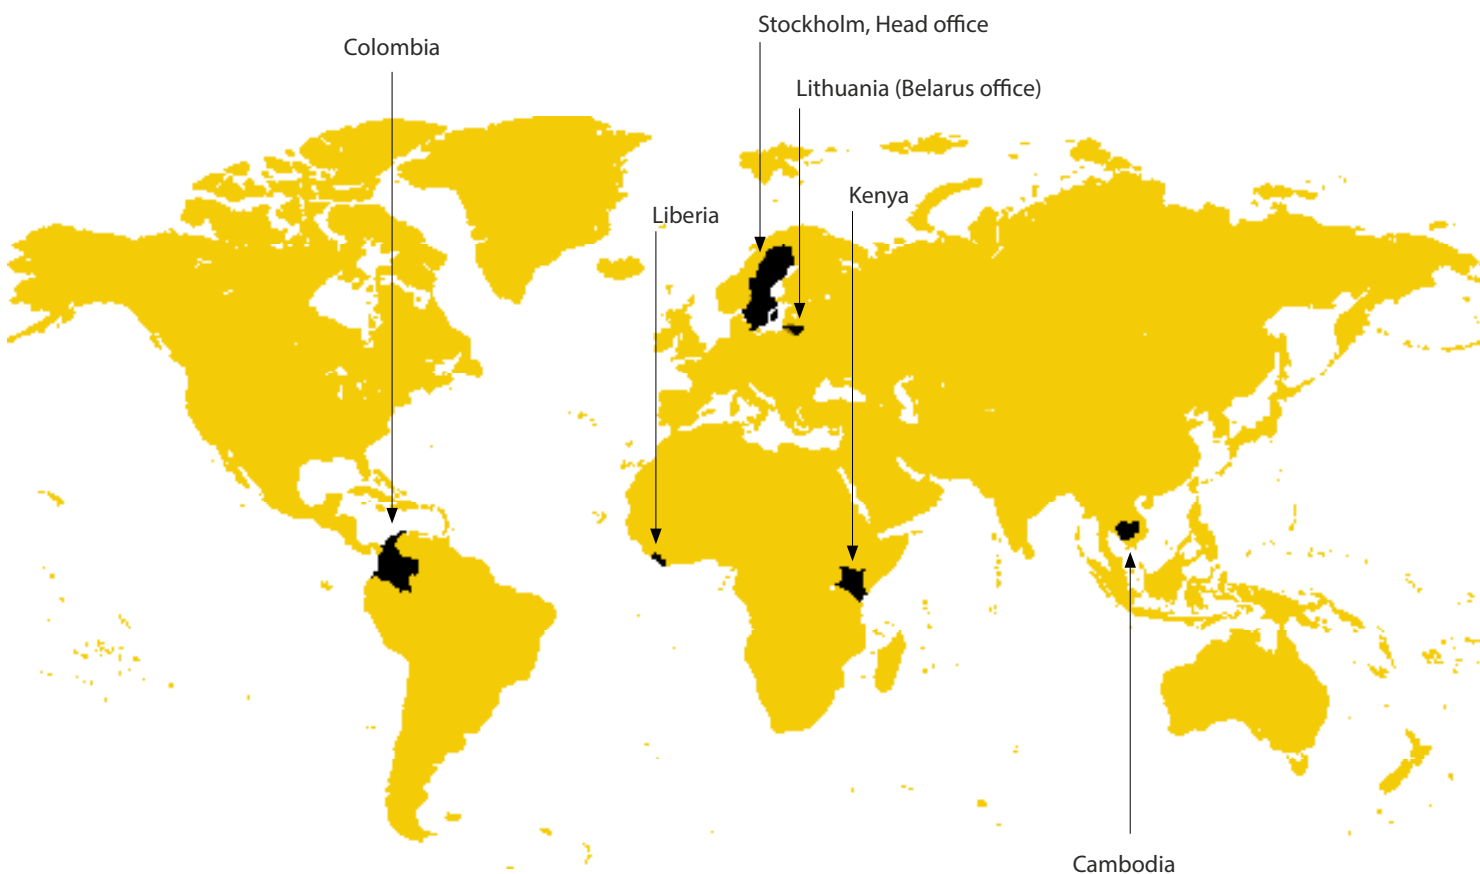 Stockholm, Head office
Colombia
Lithuania (Belarus office)
Kenya
Liberia
Cambodia